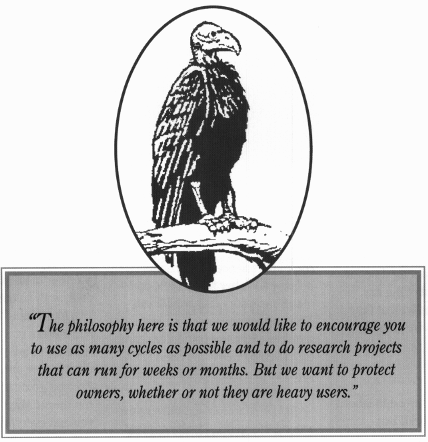 “The philosophy here is that we would like to encourage you
to use as many cycles as possible and to do research projects
that can run for weeks or months. But we want to protect
owners, whether or not they are heavy users.”